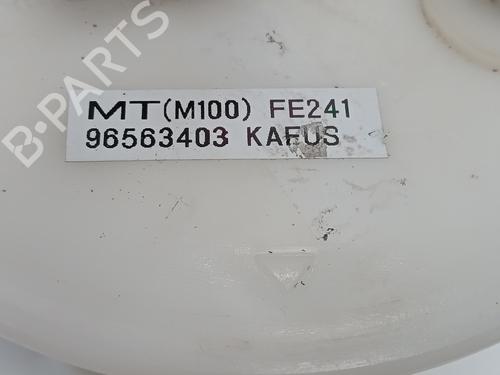 B-PARTS
MT(M100) FE241
96563403 KAFUS